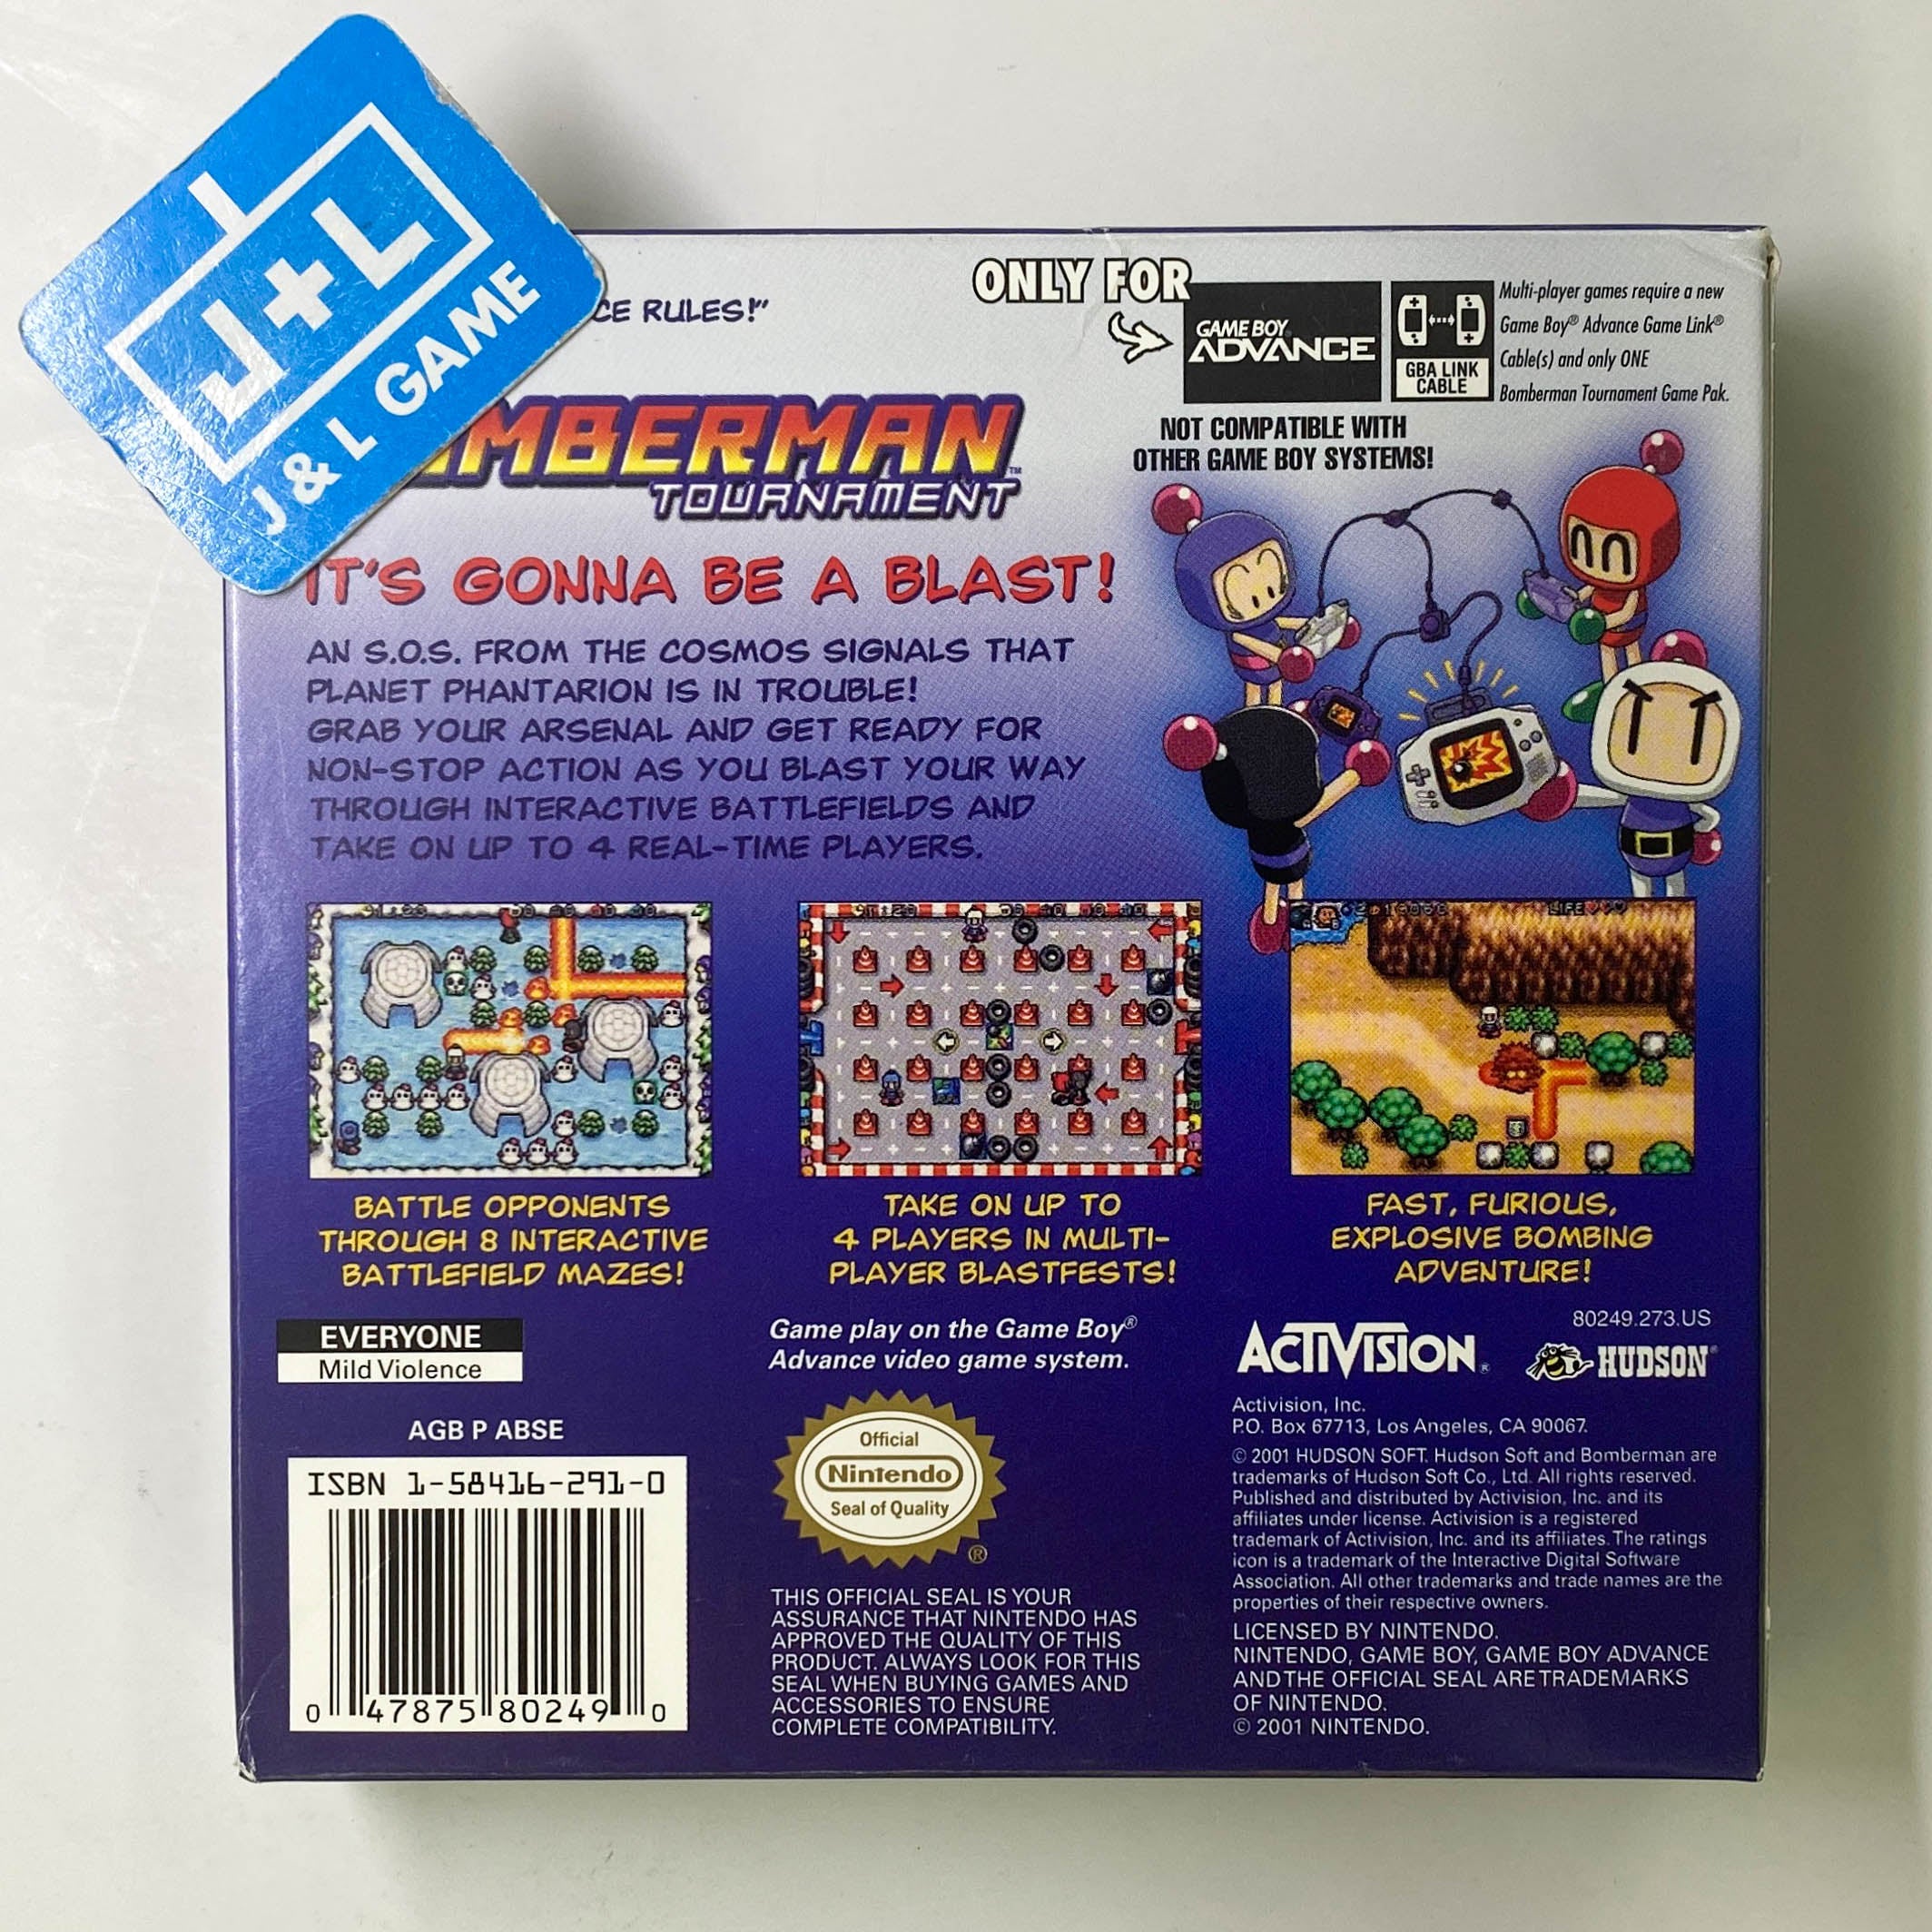 J+L
J & L GAME
RULES!"
ONLY FOR
GAME BOY
ADVANCE
GBA LINK
CABLE
Multi-player games require a new
Game Boy® Advance Game Link®
Cable(s) and only ONE
Bomberman Tournament Game Pak.
NOT COMPATIBLE WITH
OTHER GAME BOY SYSTEMS!
MBERMAN™
TOURNAMENT
IT'S GONNA BE A BLAST!
AN S.O.S. FROM THE COSMOS SIGNALS THAT
PLANET PHANTARION IS IN TROUBLE!
GRAB YOUR ARSENAL AND GET READY FOR
NON-STOP ACTION AS YOU BLAST YOUR WAY
THROUGH INTERACTIVE BATTLEFIELDS AND
TAKE ON UP TO 4 REAL-TIME PLAYERS.
LIFE
BATTLE OPPONENTS
THROUGH 8 INTERACTIVE
BATTLEFIELD MAZES!
TAKE ON UP TO
4 PLAYERS IN MULTI-
PLAYER BLASTFESTS!
FAST, FURIOUS,
EXPLOSIVE BOMBING
ADVENTURE!
EVERYONE
Mild Violence
AGB P ABSE
ISBN 1-58416-291-0
0 47875 80249 0
Game play on the Game Boy®
Advance video game system.
Official
Nintendo
Seal of Quality
®
THIS OFFICIAL SEAL IS YOUR
ASSURANCE THAT NINTENDO HAS
APPROVED THE QUALITY OF THIS
PRODUCT. ALWAYS LOOK FOR THIS
SEAL WHEN BUYING GAMES AND
ACCESSORIES TO ENSURE
COMPLETE COMPATIBILITY.
80249.273.US
ACTIVISION®
HUDSON®
Activision, Inc.
P.O. Box 67713, Los Angeles, CA 90067.
© 2001 HUDSON SOFT. Hudson Soft and Bomberman are
trademarks of Hudson Soft Co., Ltd. All rights reserved.
Published and distributed by Activision, Inc. and its
affiliates under license. Activision is a registered
trademark of Activision, Inc. and its affiliates. The ratings
icon is a trademark of the Interactive Digital Software
Association. All other trademarks and trade names are the
properties of their respective owners.
LICENSED BY NINTENDO.
NINTENDO, GAME BOY, GAME BOY ADVANCE
AND THE OFFICIAL SEAL ARE TRADEMARKS
OF NINTENDO.
© 2001 NINTENDO.